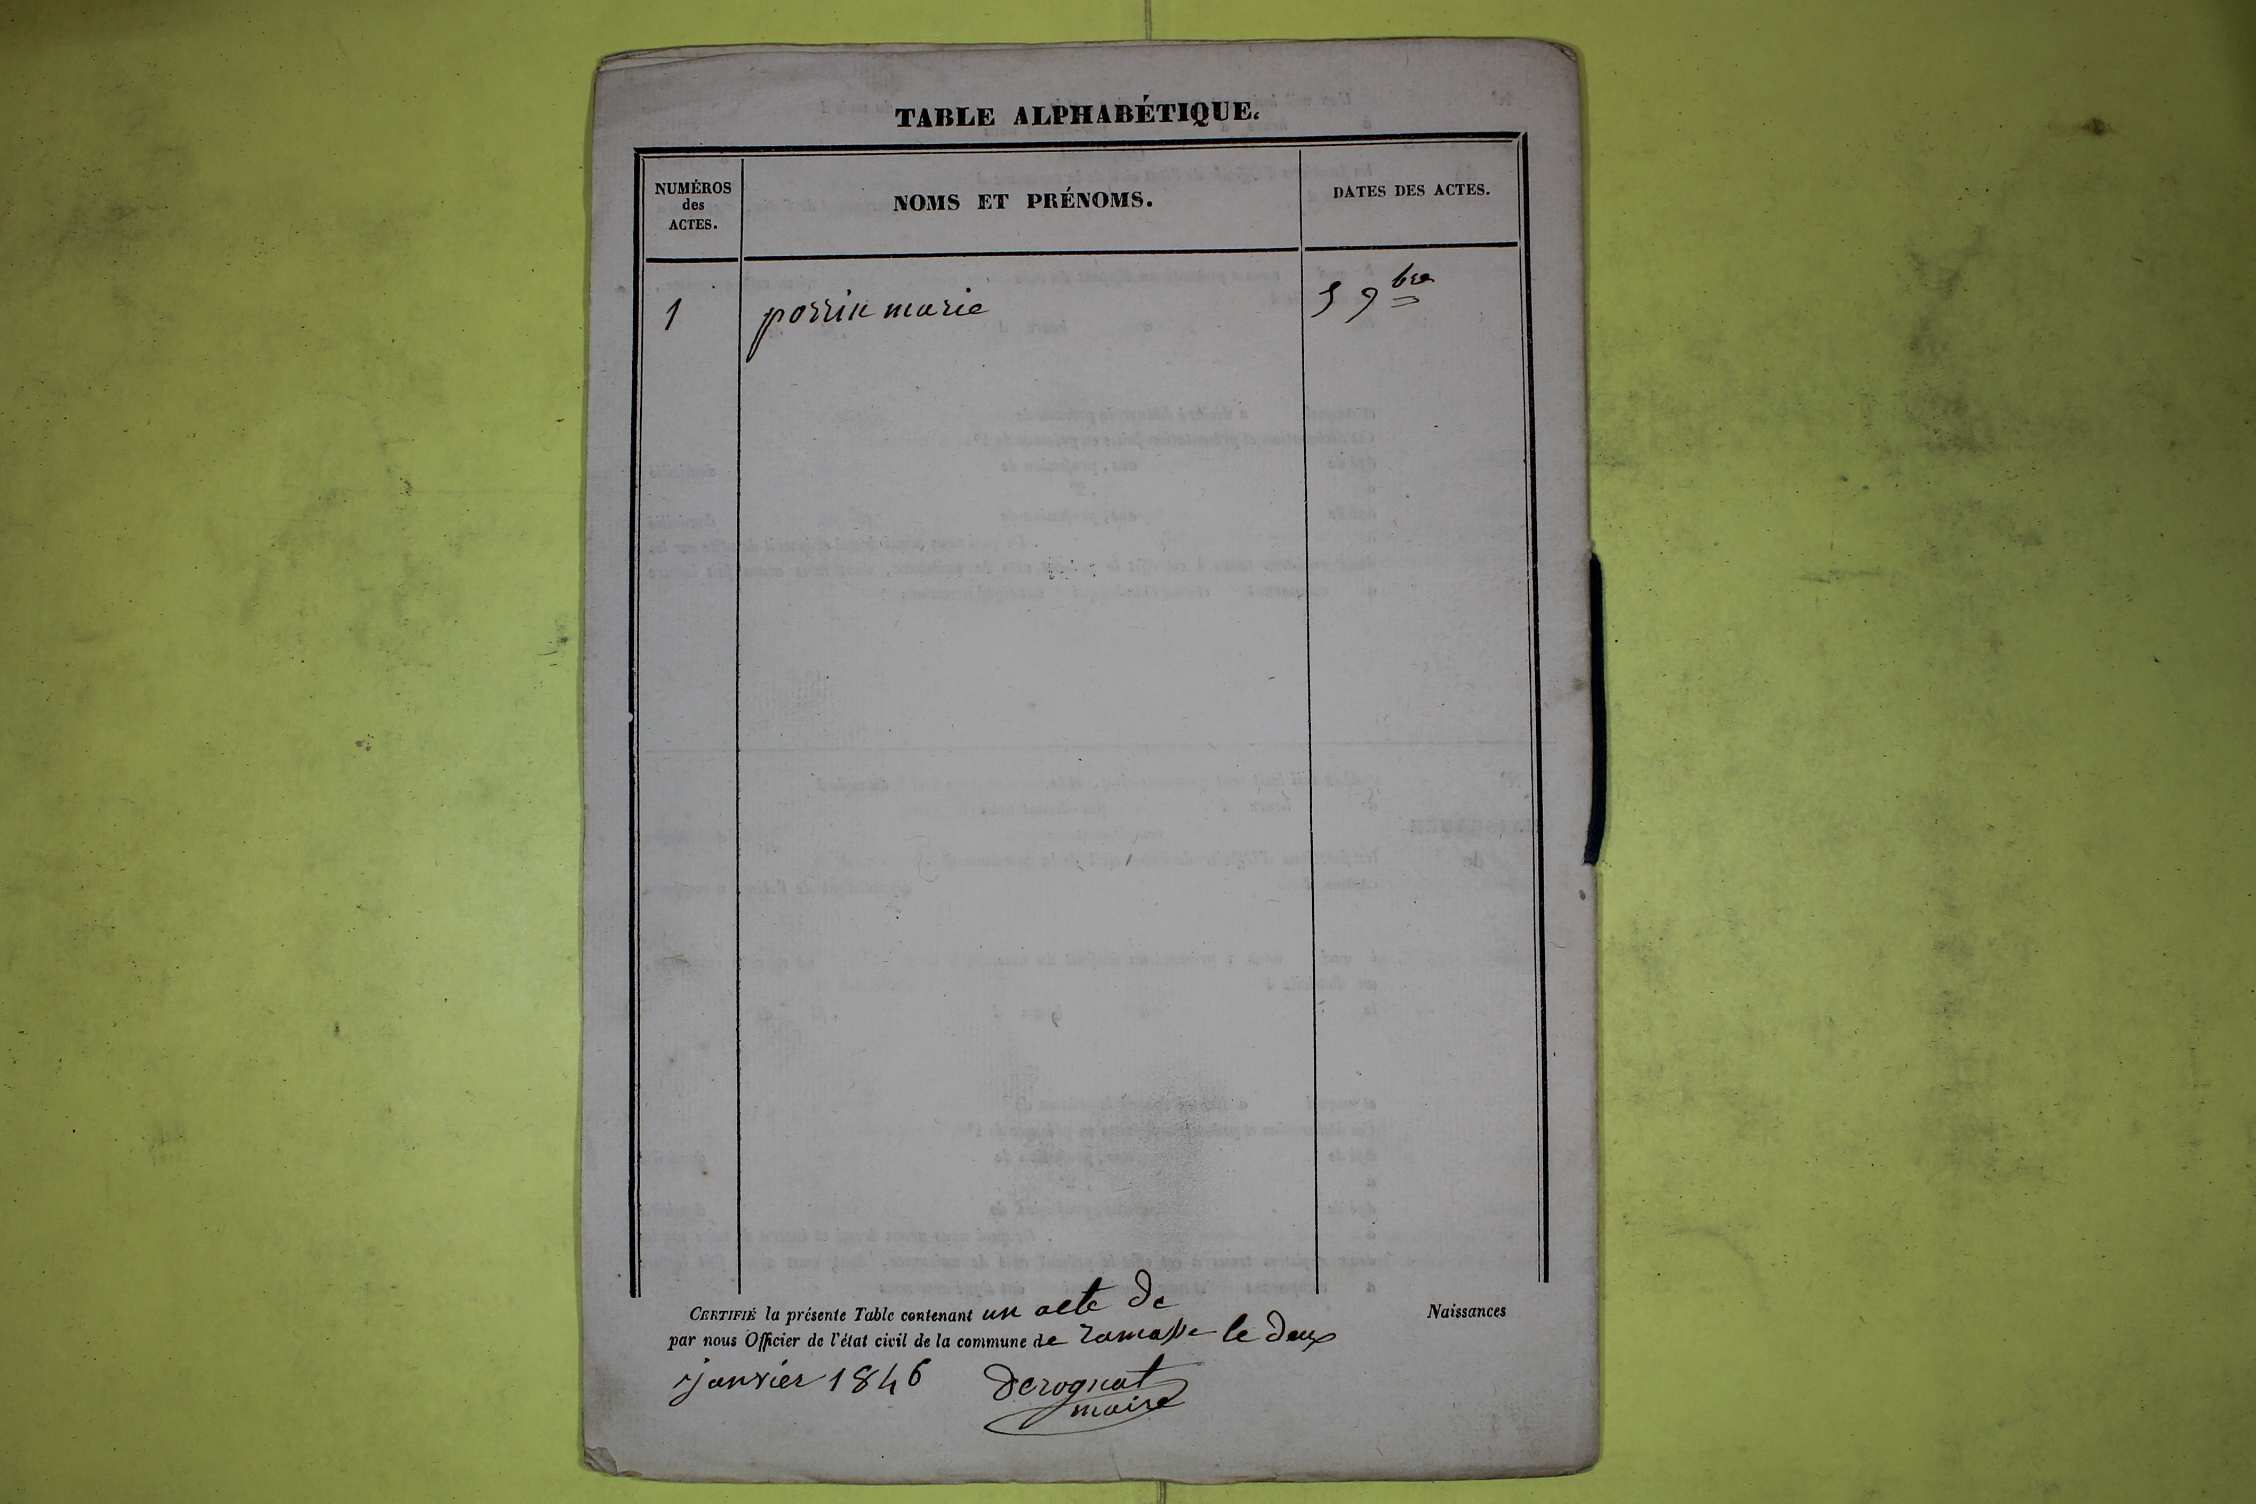 TABLE ALPHABÉTIQUE.
NUMÉROS
des
ACTES.
NOMS ET PRÉNOMS.
DATES DES ACTES.
1 perrin marie 5 9bre
CERTIFIÉ la présente Table contenant un acte de Naissances
par nous Officier de l'état civil de la commune de ramasse le deux
janvier 1846 derognat
maire